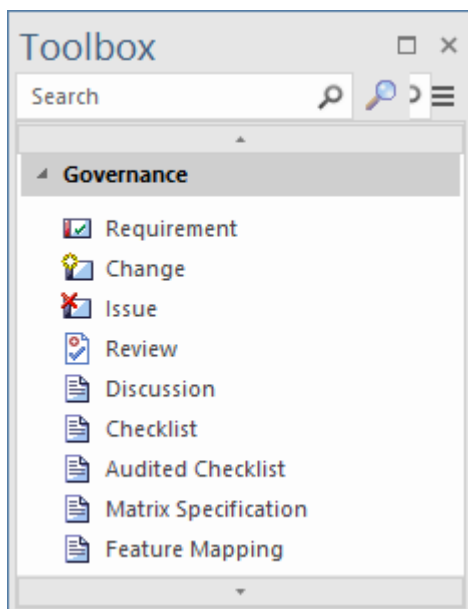 Toolbox
Search
Governance
Requirement
Change
Issue
Review
Discussion
Checklist
Audited Checklist
Matrix Specification
Feature Mapping